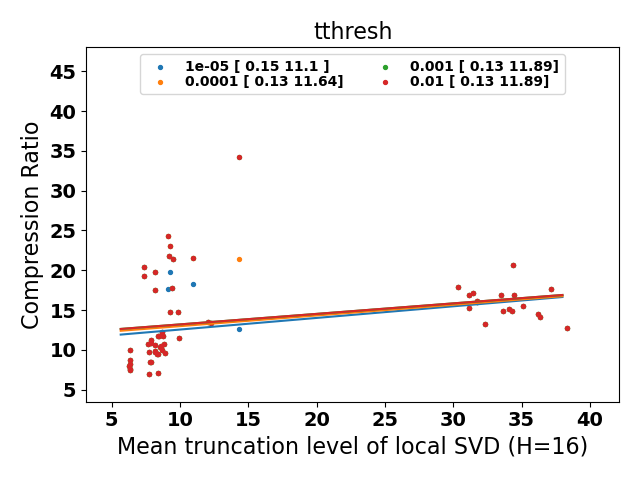 tthresh
1e-05 [ 0.15 11.1 ]
0.0001 [ 0.13 11.64]
0.001 [ 0.13 11.89]
0.01 [ 0.13 11.89]
Compression Ratio
45
40
35
30
25
20
15
10
5
5 10 15 20 25 30 35 40
Mean truncation level of local SVD (H=16)